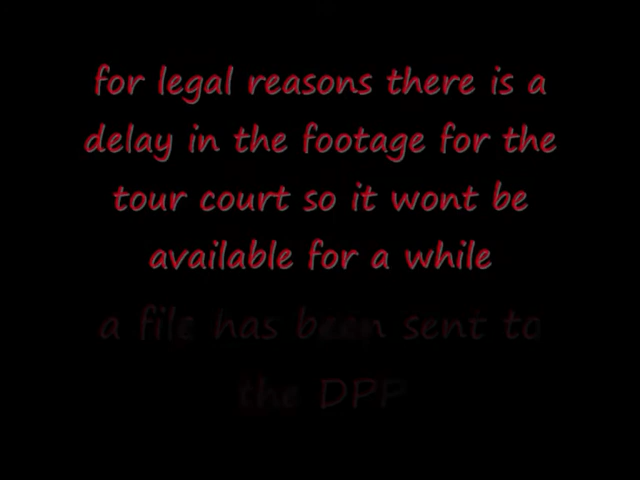 for legal reasons there is a
delay in the footage for the
tour court so it wont be
available for a while
a file has been sent to
the DPP